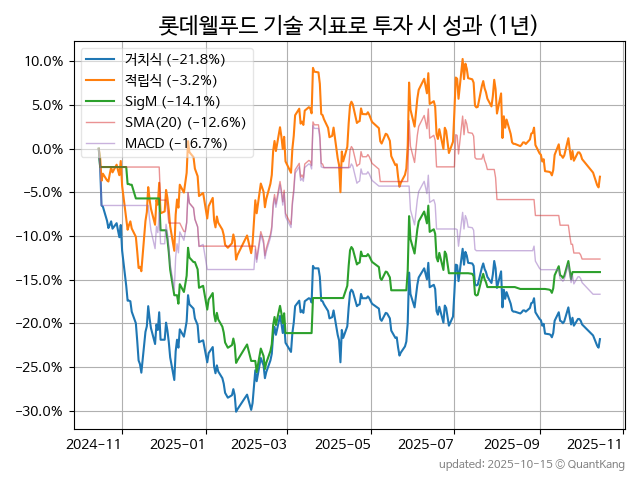 롯데웰푸드 기술 지표로 투자 시 성과 (1년)
10.0%
5.0%
0.0%
−5.0%
−10.0%
−15.0%
−20.0%
−25.0%
−30.0%
거치식 (−21.8%)
적립식 (−3.2%)
SigM (−14.1%)
SMA(20) (−12.6%)
MACD (−16.7%)
2024-11 2025-01 2025-03 2025-05 2025-07 2025-09 2025-11
updated: 2025-10-15 © QuantKang